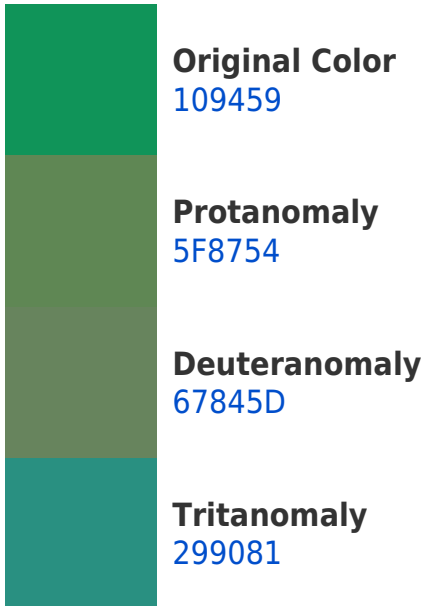 Original Color
109459
Protanomaly
5F8754
Deuteranomaly
67845D
Tritanomaly
299081